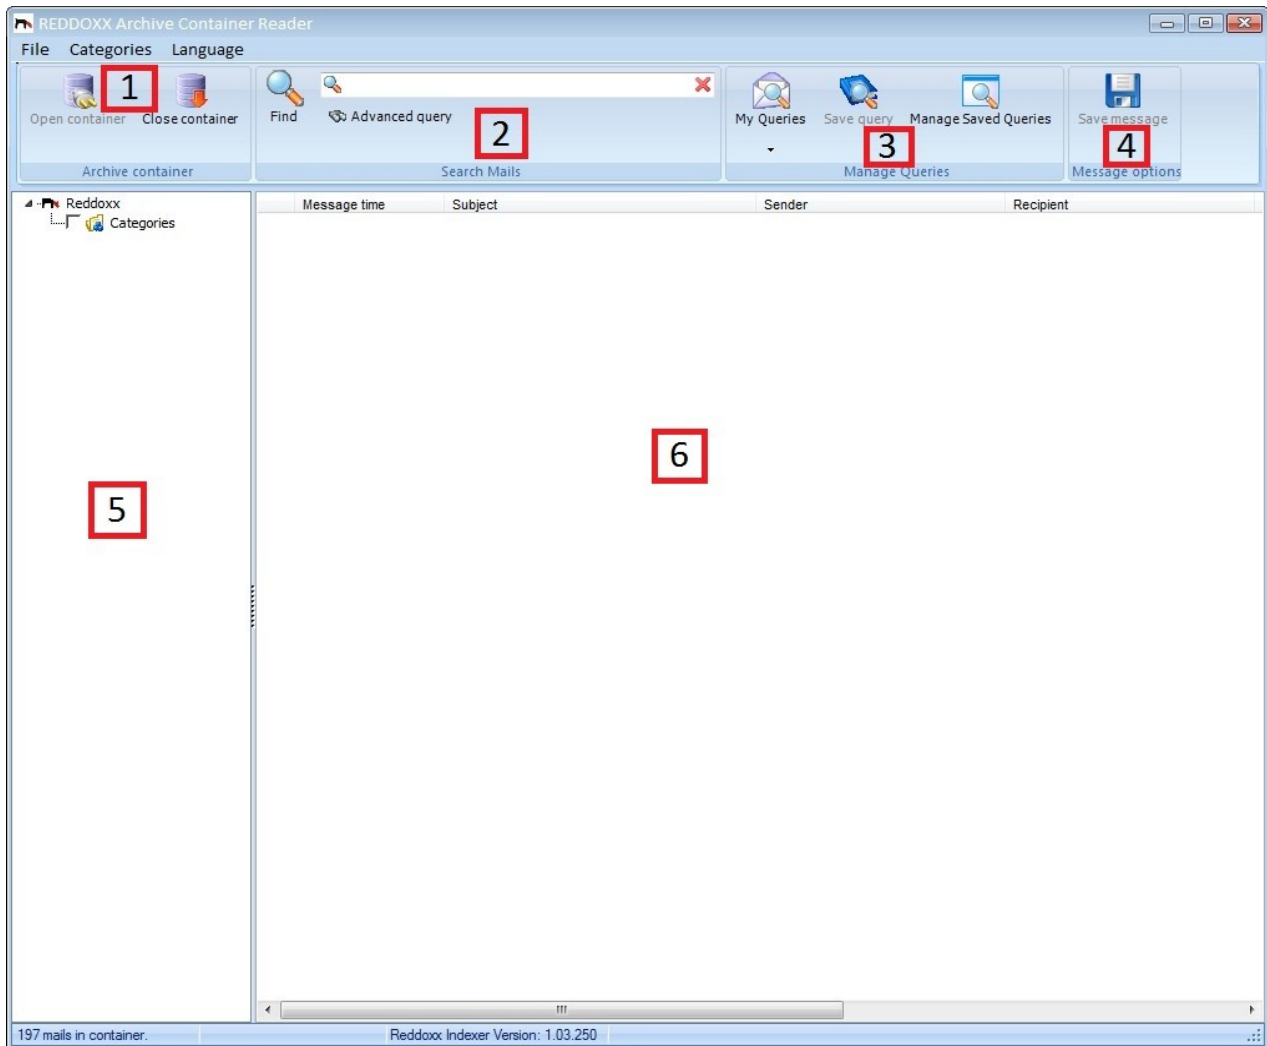 REDDOXX Archive Container Reader
File Categories Language
1
Open container Close container
Find
Advanced query
2
My Queries Save query Manage Saved Queries
3
Save message
4
Archive container Search Mails Manage Queries Message options
Reddoxx
Categories
Message time Subject Sender Recipient
5
6
197 mails in container. Reddoxx Indexer Version: 1.03.250